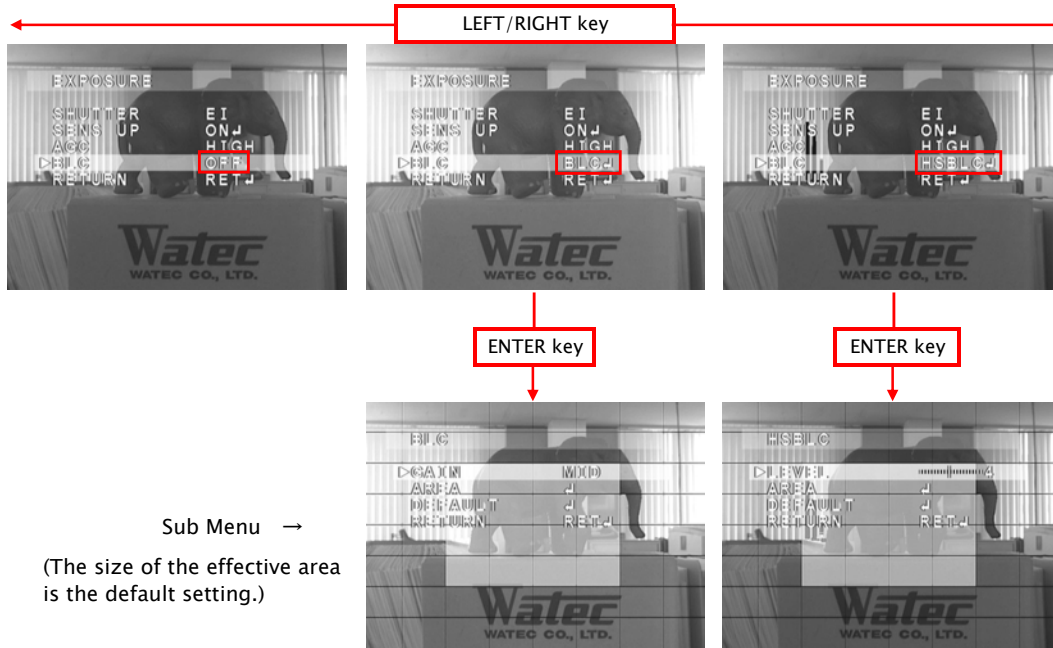 LEFT/RIGHT key
EXPOSURE
SHUTTER EI
SENS UP ON↲
AGC HIGH
▷BLC OFF
RETURN RET↲
Watec
WATEC CO., LTD.
EXPOSURE
SHUTTER EI
SENS UP ON↲
AGC HIGH
▷BLC BLC↲
RETURN RET↲
Watec
WATEC CO., LTD.
EXPOSURE
SHUTTER EI
SENS UP ON↲
AGC HIGH
▷BLC HSBLC↲
RETURN RET↲
Watec
WATEC CO., LTD.
ENTER key
ENTER key
Sub Menu →
(The size of the effective area
is the default setting.)
BLC
▷GAIN MID
AREA ↲
DEFAULT ↲
RETURN RET↲
Watec
WATEC CO., LTD.
HSBLC
▷LEVEL 4
AREA ↲
DEFAULT ↲
RETURN RET↲
Watec
WATEC CO., LTD.